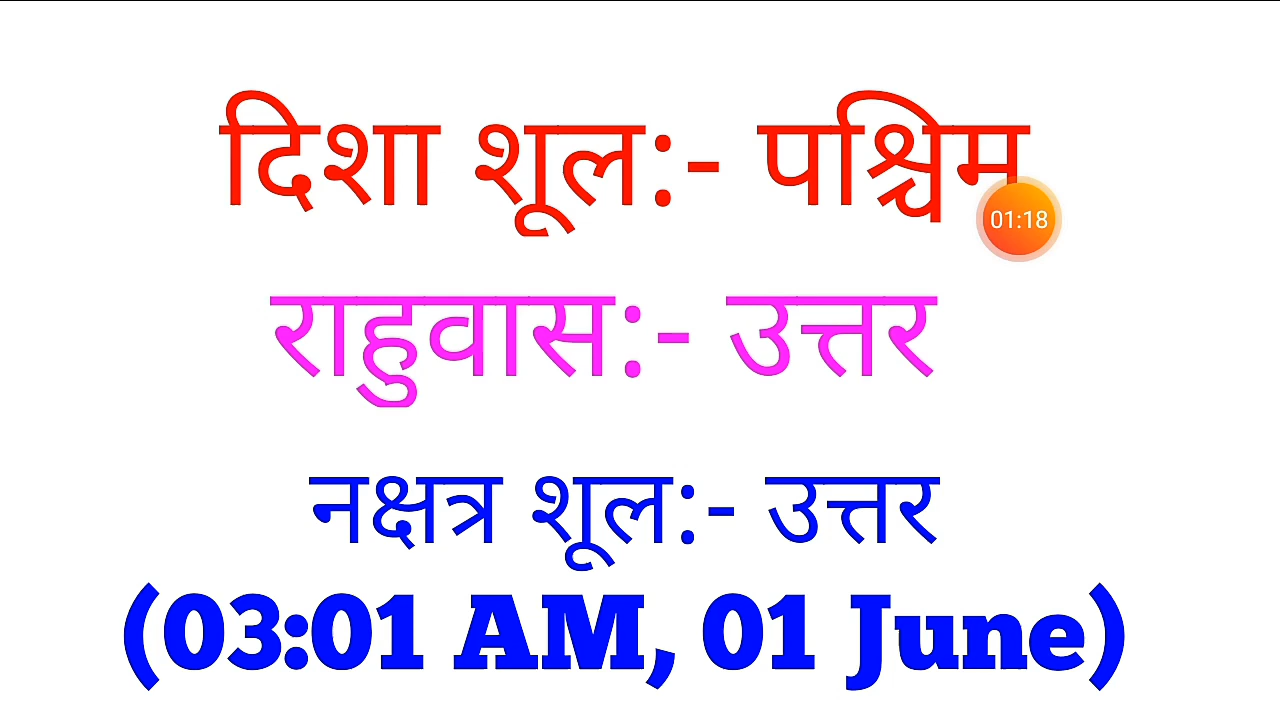 दिशा शूल:- पश्चिम
01:18
राहुवास:- उत्तर
नक्षत्र शूल:- उत्तर
(03:01 AM, 01 June)